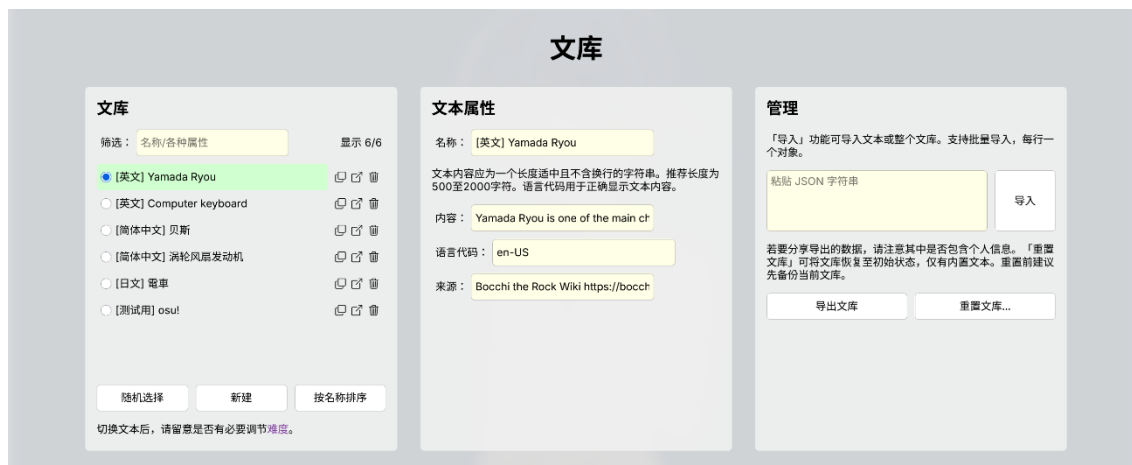 文库
文库
筛选： 名称/各种属性 显示 6/6
[英文] Yamada Ryou
[英文] Computer keyboard
[简体中文] 贝斯
[简体中文] 涡轮风扇发动机
[日文] 電車
[测试用] osu!
随机选择 新建 按名称排序
切换文本后，请留意是否有必要调节难度。
文本属性
名称： [英文] Yamada Ryou
文本内容应为一个长度适中且不含换行的字符串。推荐长度为
500至2000字符。语言代码用于正确显示文本内容。
内容： Yamada Ryou is one of the main ch
语言代码： en-US
来源： Bocchi the Rock Wiki https://bocch
管理
「导入」功能可导入文本或整个文库。支持批量导入，每行一
个对象。
粘贴 JSON 字符串
导入
若要分享导出的数据，请注意其中是否包含个人信息。「重置
文库」可将文库恢复至初始状态，仅有内置文本。重置前建议
先备份当前文库。
导出文库 重置文库...